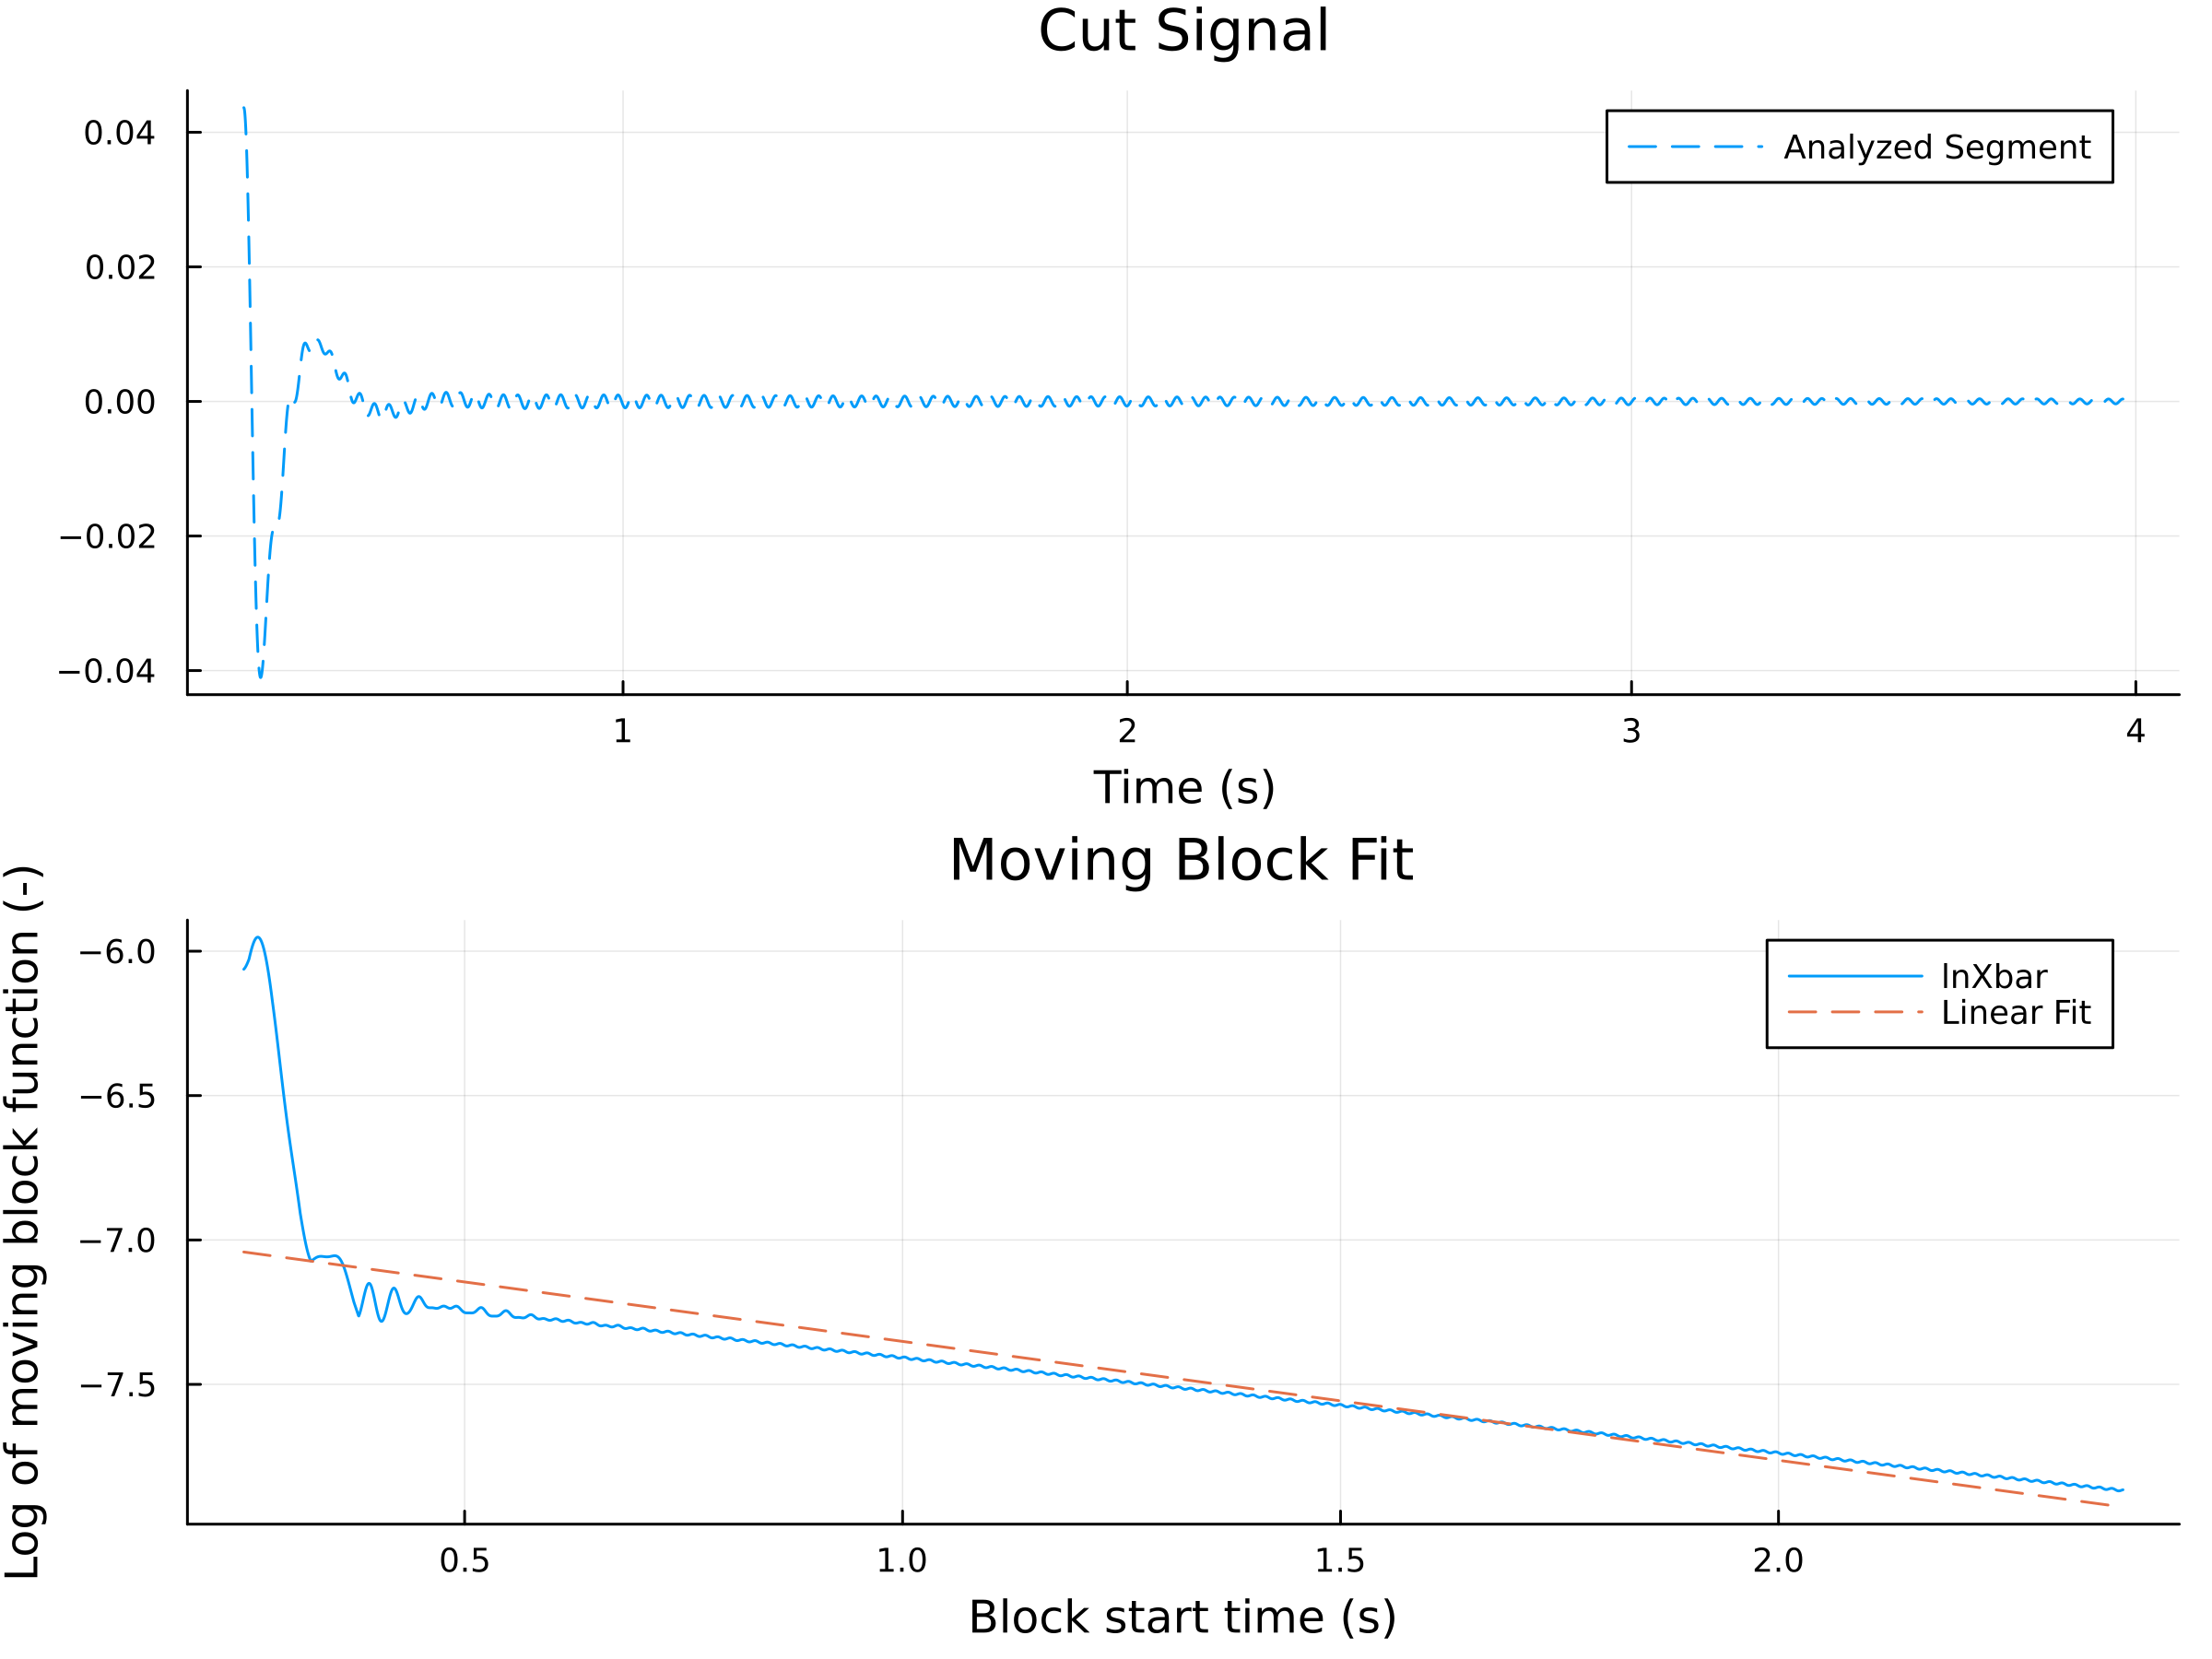 Cut Signal
0.04
Analyzed Segment
0.02
0.00
−0.02
−0.04
1 2 3 4
Time (s)
Moving Block Fit
Log of moving block function (-)
−6.0
lnXbar
Linear Fit
−6.5
−7.0
−7.5
0.5 1.0 1.5 2.0
Block start time (s)